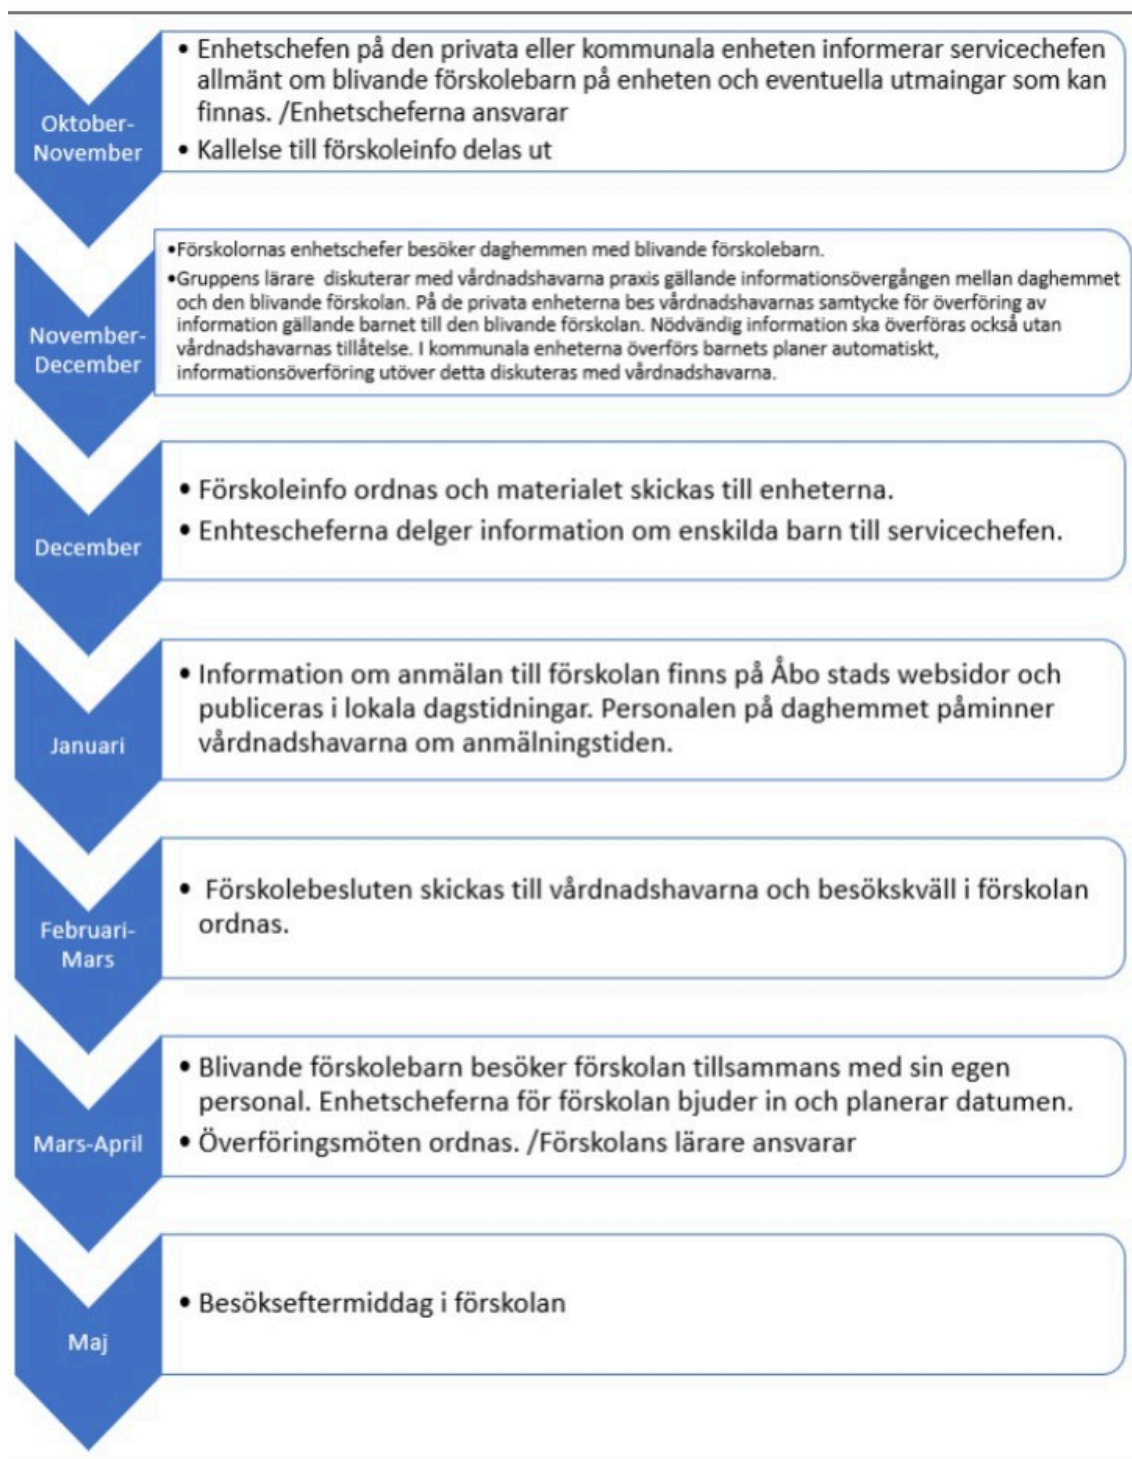 Oktober-
November
• Enhetschefen på den privata eller kommunala enheten informerar servicechefen
allmänt om blivande förskolebarn på enheten och eventuella utmaingar som kan
finnas. /Enhetscheferna ansvarar
• Kallelse till förskoleinfo delas ut
November-
December
•Förskolornas enhetschefer besöker daghemmen med blivande förskolebarn.
•Gruppens lärare diskuterar med vårdnadshavarna praxis gällande informationsövergången mellan daghemmet
och den blivande förskolan. På de privata enheterna bes vårdnadshavarnas samtycke för överföring av
information gällande barnet till den blivande förskolan. Nödvändig information ska överföras också utan
vårdnadshavarnas tillåtelse. I kommunala enheterna överförs barnets planer automatiskt,
informationsöverföring utöver detta diskuteras med vårdnadshavarna.
December
• Förskoleinfo ordnas och materialet skickas till enheterna.
• Enhtescheferna delger information om enskilda barn till servicechefen.
Januari
• Information om anmälan till förskolan finns på Åbo stads websidor och
publiceras i lokala dagstidningar. Personalen på daghemmet påminner
vårdnadshavarna om anmälningstiden.
Februari-
Mars
• Förskolebesluten skickas till vårdnadshavarna och besökskväll i förskolan
ordnas.
Mars-April
• Blivande förskolebarn besöker förskolan tillsammans med sin egen
personal. Enhetscheferna för förskolan bjuder in och planerar datumen.
• Överföringsmöten ordnas. /Förskolans lärare ansvarar
Maj
• Besökseftermiddag i förskolan